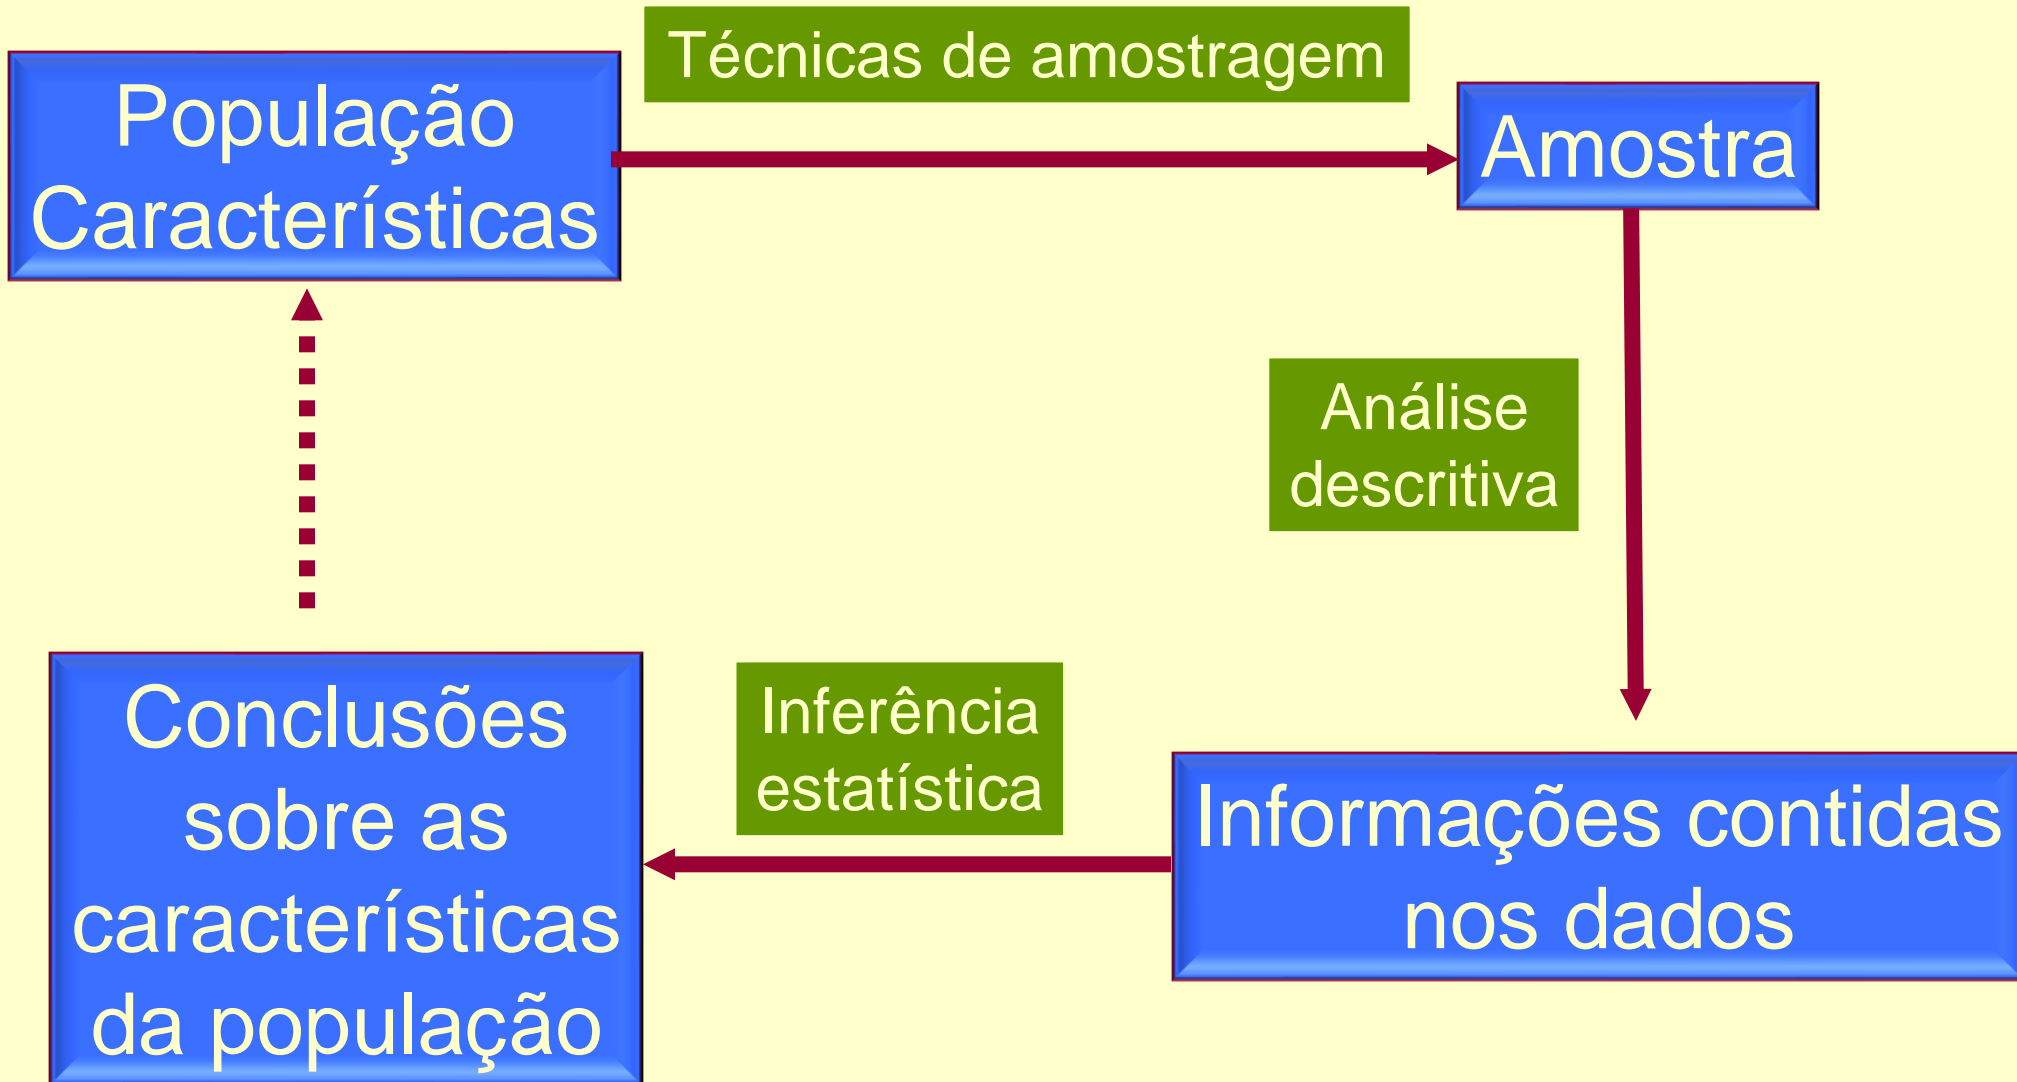 Técnicas de amostragem
População
Características
Amostra
Análise
descritiva
Inferência
estatística
Conclusões
sobre as
características
da população
Informações contidas
nos dados